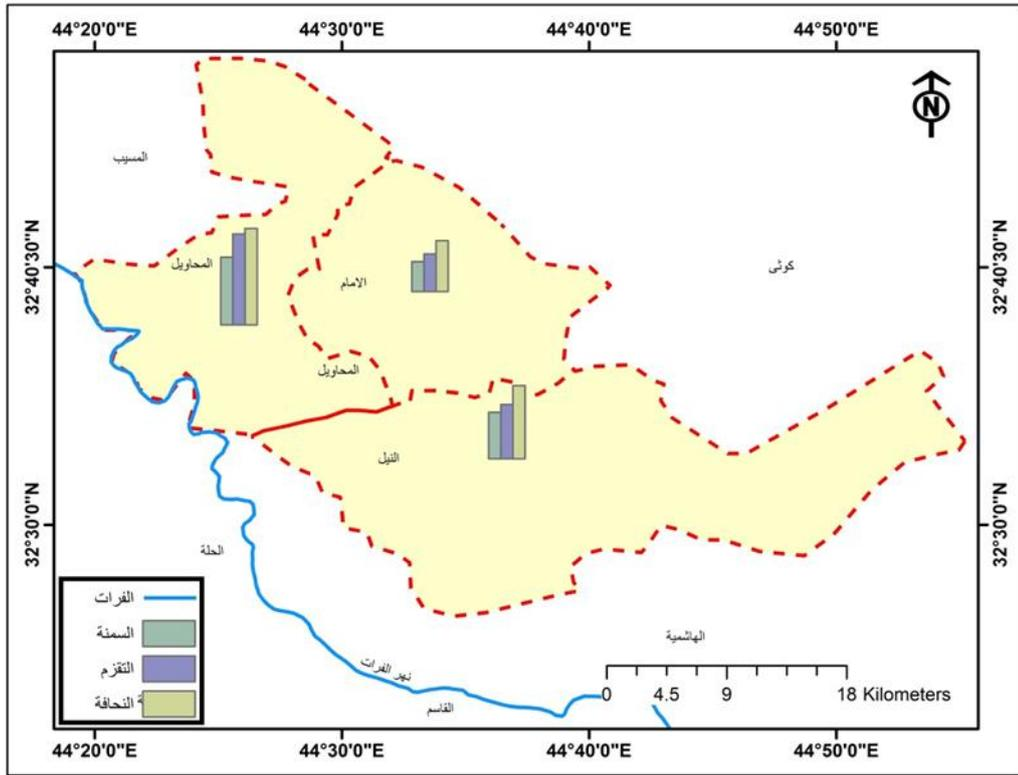 44°20'0"E 44°30'0"E 44°40'0"E 44°50'0"E
N
المسيب
32°40'30"N
32°40'30"N
المحاويل
الامام
كوثى
المحاويل
النيل
32°30'0"N
32°30'0"N
الحلة
الفرات
السمنة
التقزم
النحافة
الهاشمية
نهر الفرات
القاسم
0 4.5 9 18 Kilometers
44°20'0"E 44°30'0"E 44°40'0"E 44°50'0"E